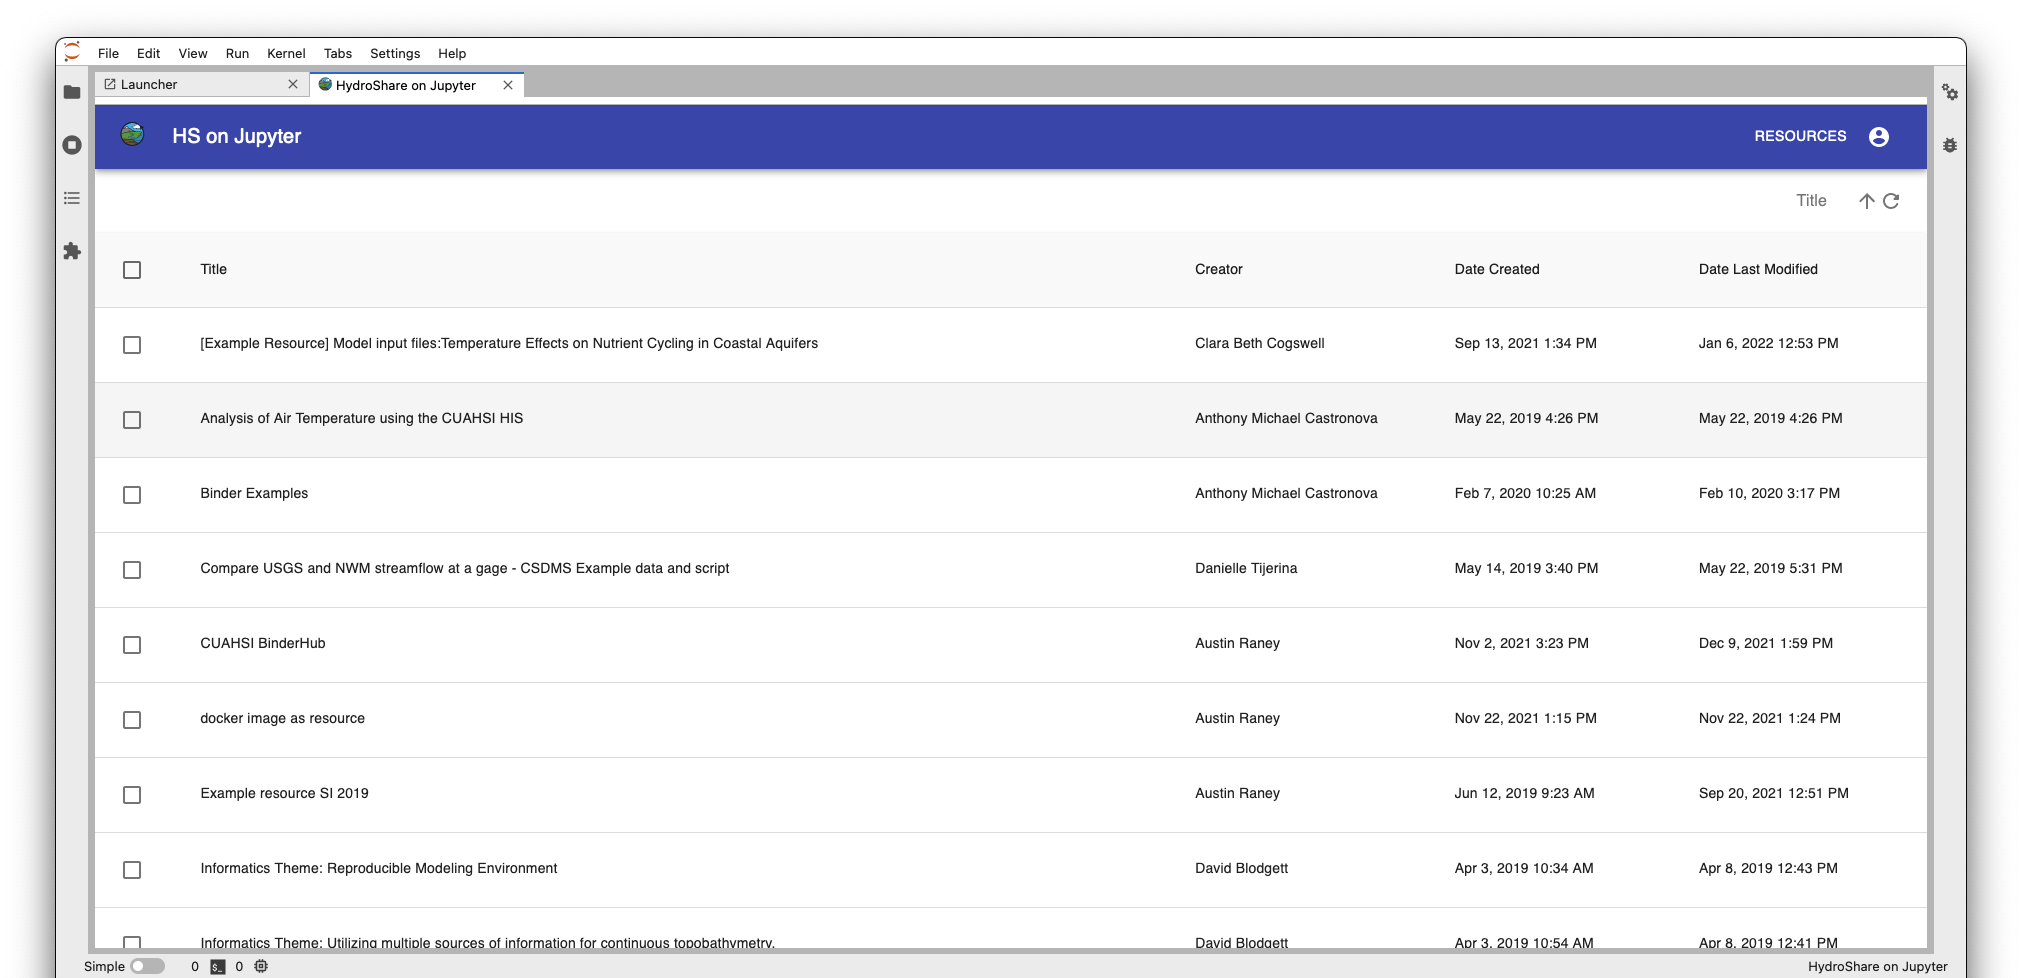 File Edit View Run Kernel Tabs Settings Help
Launcher HydroShare on Jupyter
HS on Jupyter RESOURCES
Title
Title Creator Date Created Date Last Modified
[Example Resource] Model input files:Temperature Effects on Nutrient Cycling in Coastal Aquifers Clara Beth Cogswell Sep 13, 2021 1:34 PM Jan 6, 2022 12:53 PM
Analysis of Air Temperature using the CUAHSI HIS Anthony Michael Castronova May 22, 2019 4:26 PM May 22, 2019 4:26 PM
Binder Examples Anthony Michael Castronova Feb 7, 2020 10:25 AM Feb 10, 2020 3:17 PM
Compare USGS and NWM streamflow at a gage - CSDMS Example data and script Danielle Tijerina May 14, 2019 3:40 PM May 22, 2019 5:31 PM
CUAHSI BinderHub Austin Raney Nov 2, 2021 3:23 PM Dec 9, 2021 1:59 PM
docker image as resource Austin Raney Nov 22, 2021 1:15 PM Nov 22, 2021 1:24 PM
Example resource SI 2019 Austin Raney Jun 12, 2019 9:23 AM Sep 20, 2021 12:51 PM
Informatics Theme: Reproducible Modeling Environment David Blodgett Apr 3, 2019 10:34 AM Apr 8, 2019 12:43 PM
Informatics Theme: Utilizing multiple sources of information for continuous topobathymetry. David Blodgett Apr 3, 2019 10:54 AM Apr 8, 2019 12:41 PM
Simple 0 $_ 0 HydroShare on Jupyter